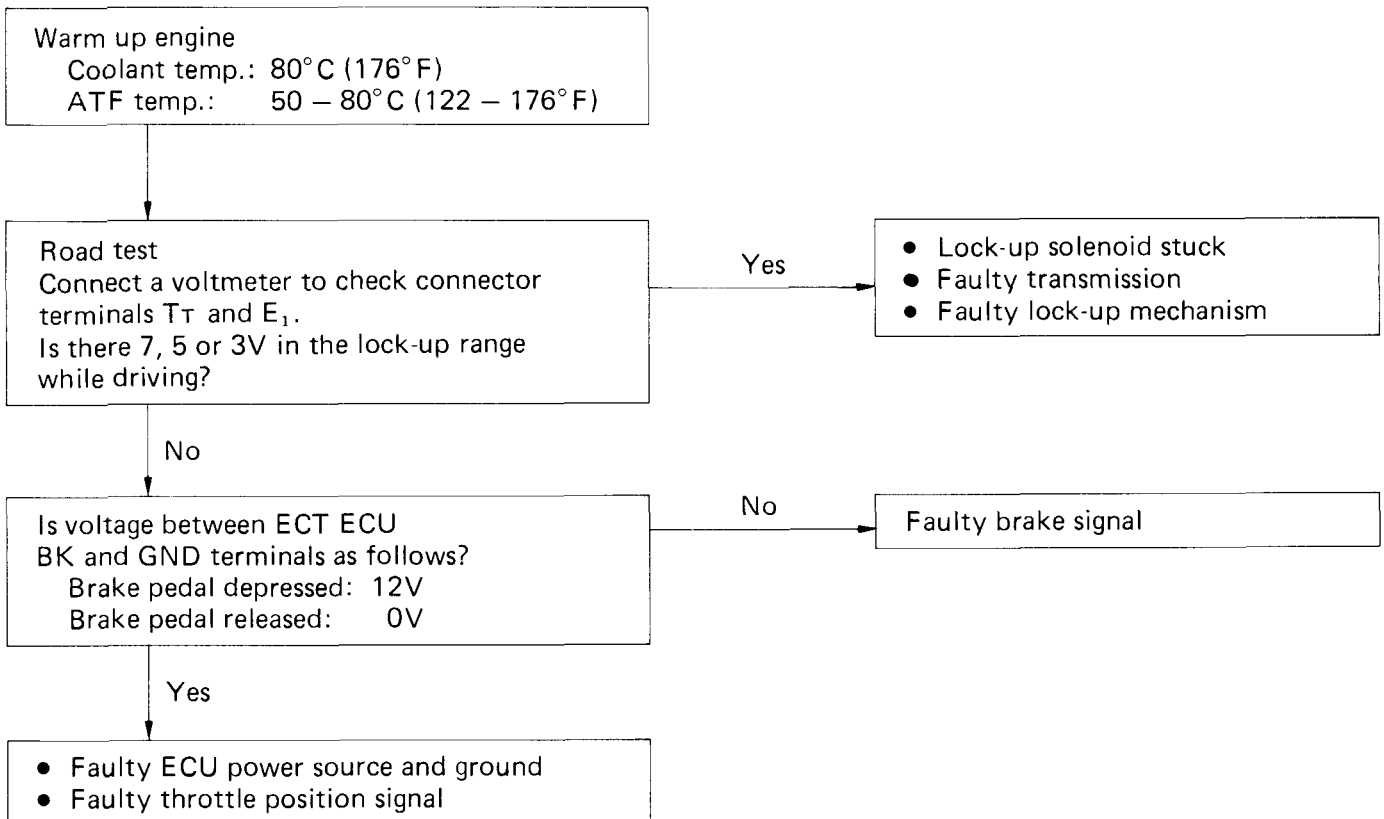 Warm up engine
Coolant temp.: 80°C (176°F)
ATF temp.: 50 – 80°C (122 – 176°F)
Road test
Connect a voltmeter to check connector
terminals TT and E₁.
Is there 7, 5 or 3V in the lock-up range
while driving?
Yes
● Lock-up solenoid stuck
● Faulty transmission
● Faulty lock-up mechanism
No
Is voltage between ECT ECU
BK and GND terminals as follows?
Brake pedal depressed: 12V
Brake pedal released: 0V
No
Faulty brake signal
Yes
● Faulty ECU power source and ground
● Faulty throttle position signal